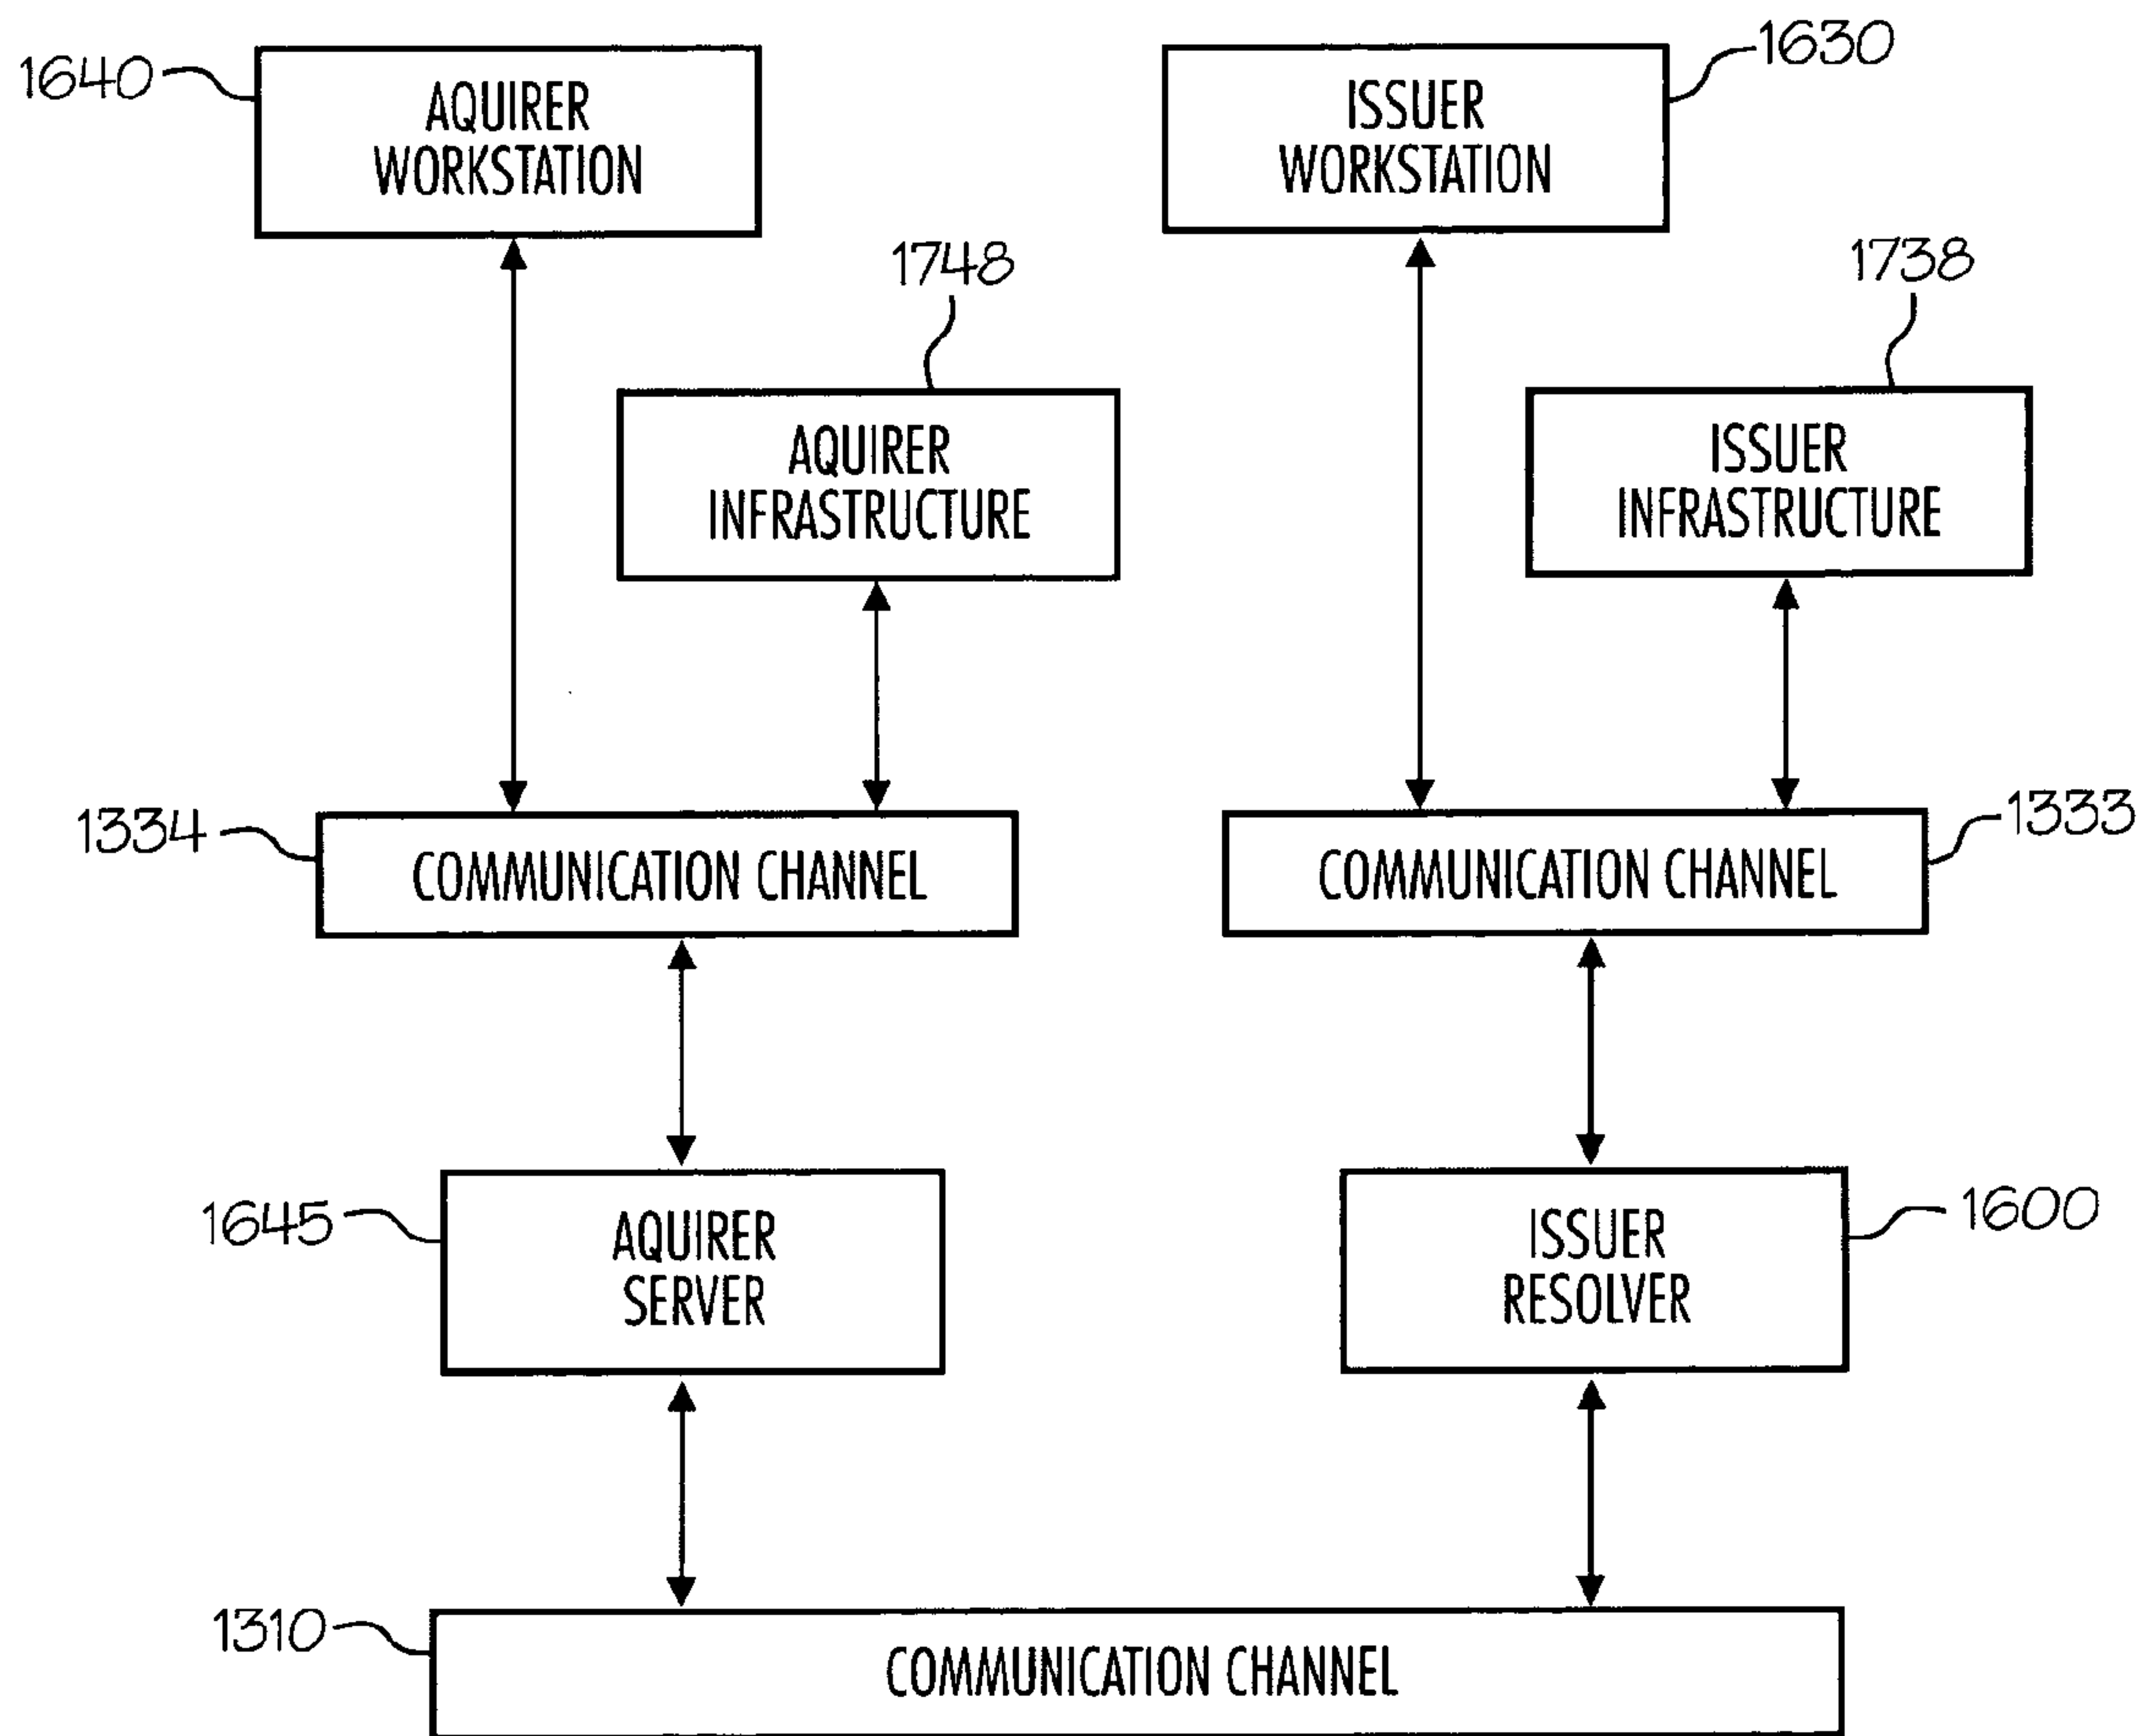 1640
AQUIRER
WORKSTATION
ISSUER
WORKSTATION
1630
1748
AQUIRER
INFRASTRUCTURE
1738
ISSUER
INFRASTRUCTURE
1334
COMMUNICATION CHANNEL
COMMUNICATION CHANNEL
1333
1645
AQUIRER
SERVER
ISSUER
RESOLVER
1600
1310
COMMUNICATION CHANNEL